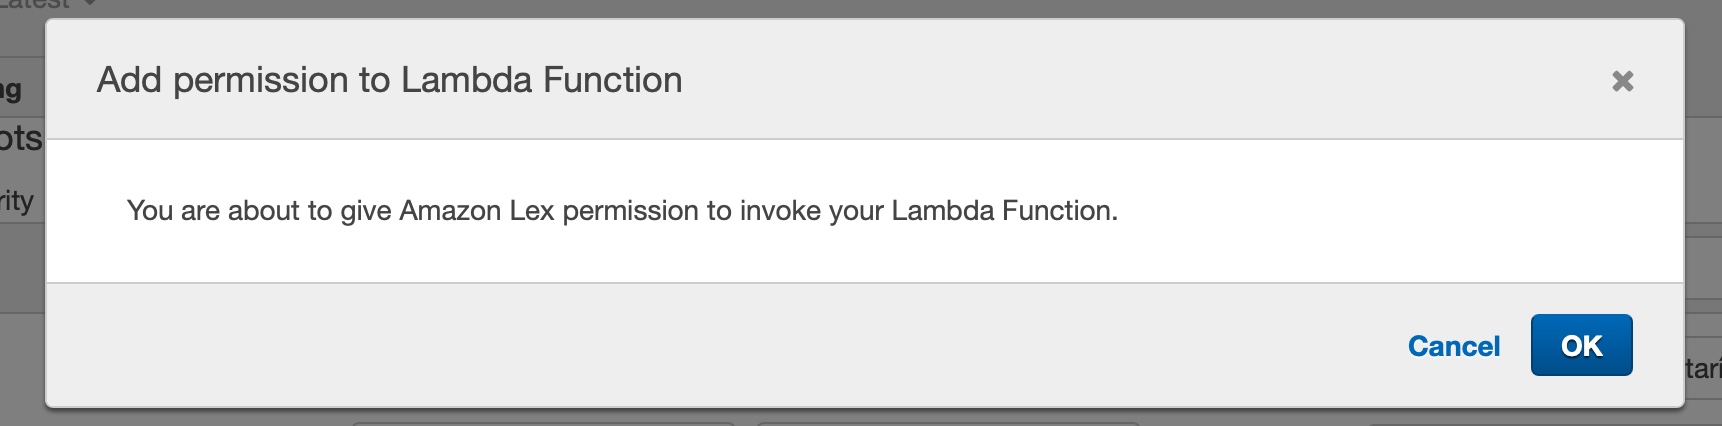 Latest
Add permission to Lambda Function
ng
ots
rity
You are about to give Amazon Lex permission to invoke your Lambda Function.
Cancel
OK
tarí